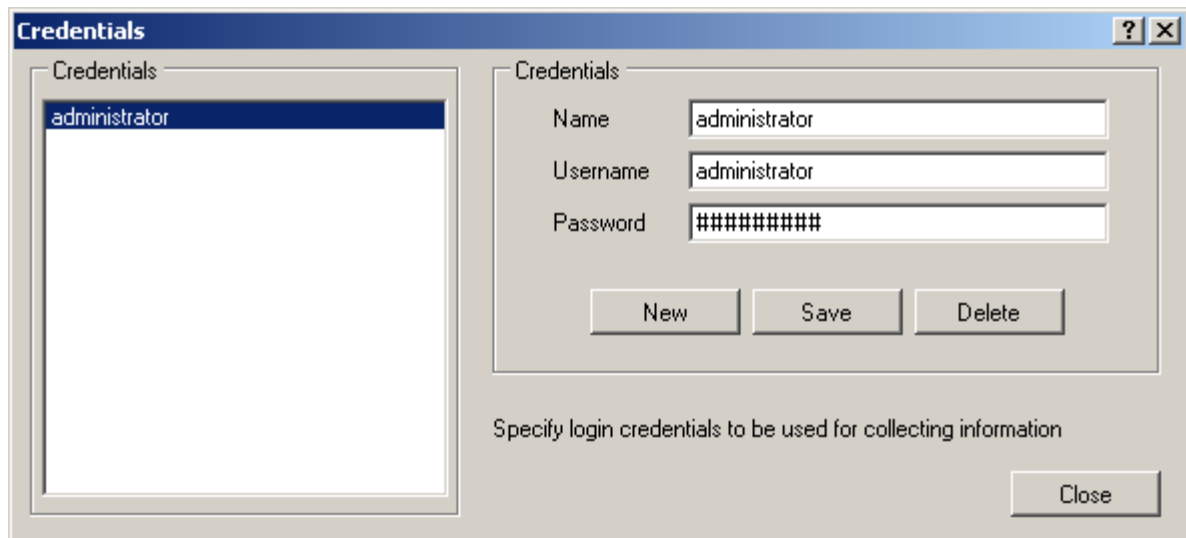 Credentials
Credentials
administrator
Credentials
Name administrator
Username administrator
Password #########
New Save Delete
Specify login credentials to be used for collecting information
Close